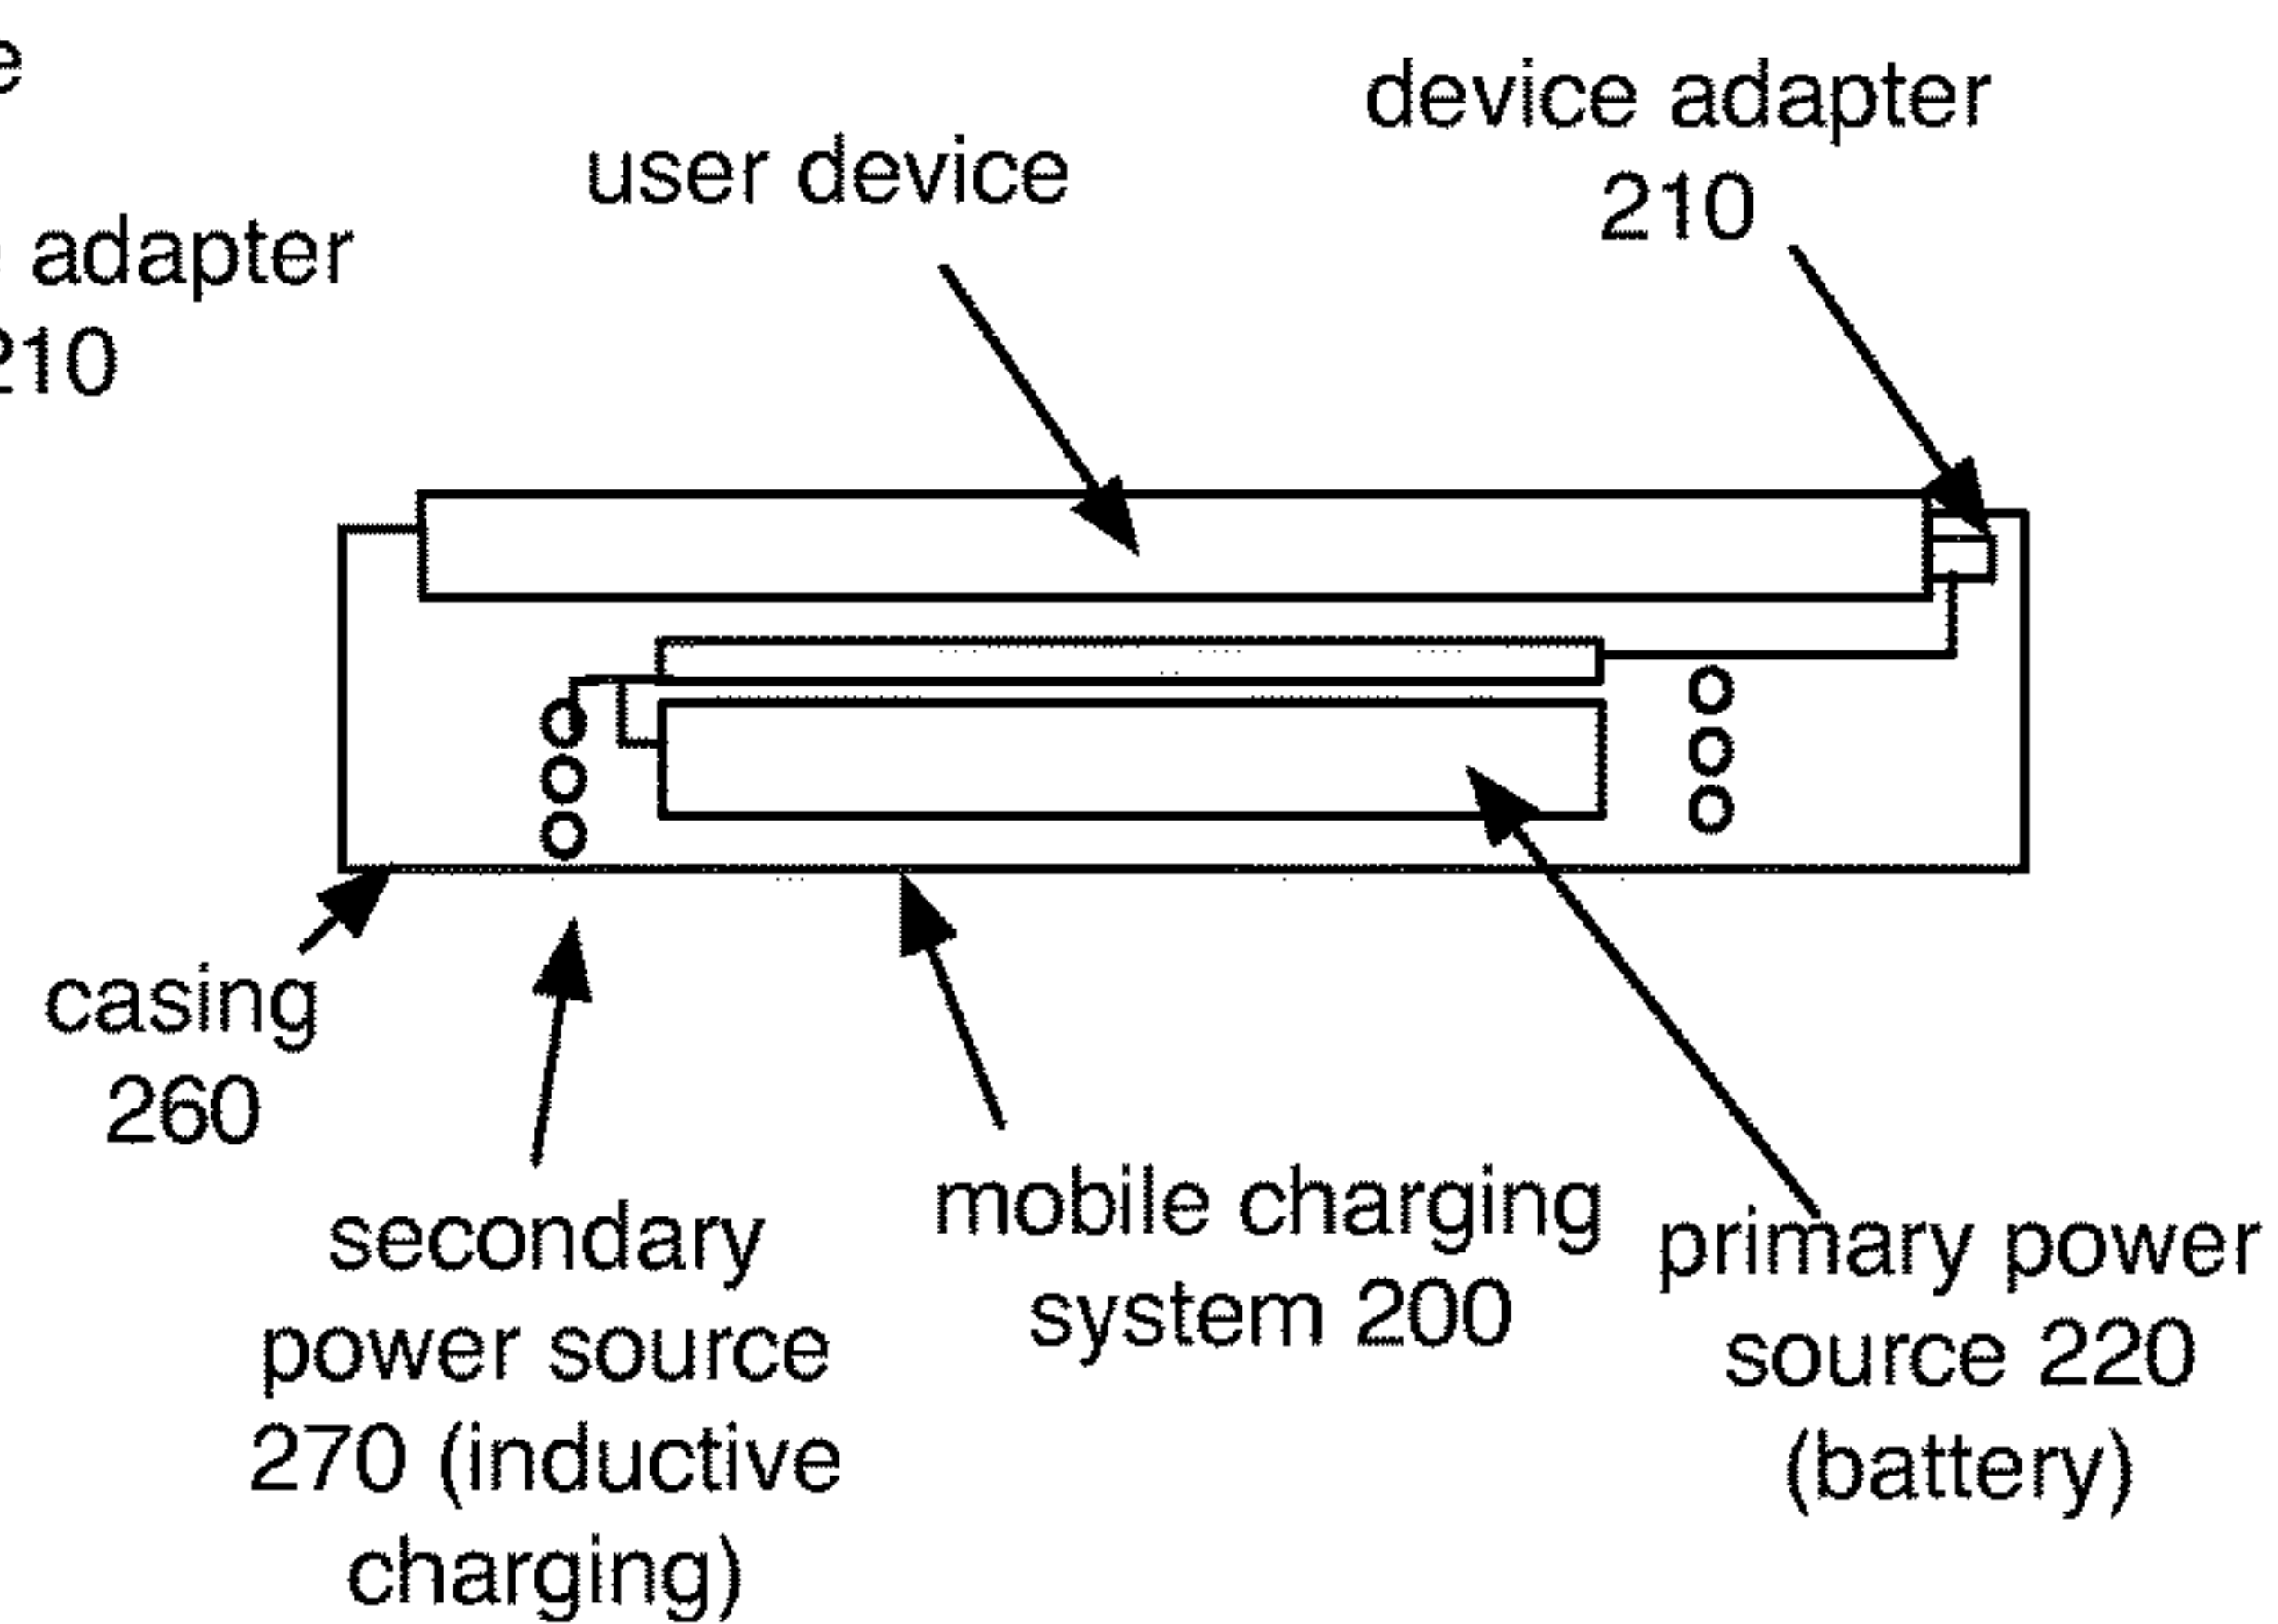 e
adapter
210
user device
device adapter
210
casing
260
secondary
power source
270 (inductive
charging)
mobile charging
system 200
primary power
source 220
(battery)